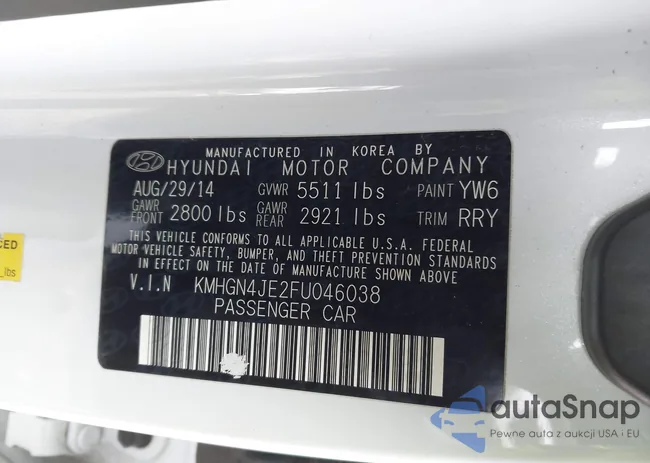 MANUFACTURED IN KOREA BY
HYUNDAI MOTOR COMPANY
AUG/29/14 GVWR 5511 lbs PAINT YW6
GAWR FRONT 2800 lbs GAWR REAR 2921 lbs TRIM RRY
THIS VEHICLE CONFORMS TO ALL APPLICABLE U.S.A. FEDERAL
MOTOR VEHICLE SAFETY, BUMPER, AND THEFT PREVENTION STANDARDS
IN EFFECT ON THE DATE OF MANUFACTURE SHOWN ABOVE
V.I.N KMHGN4JE2FU046038
PASSENGER CAR
CED
lbs
autaSnap
Pewne auta z aukcji USA i EU